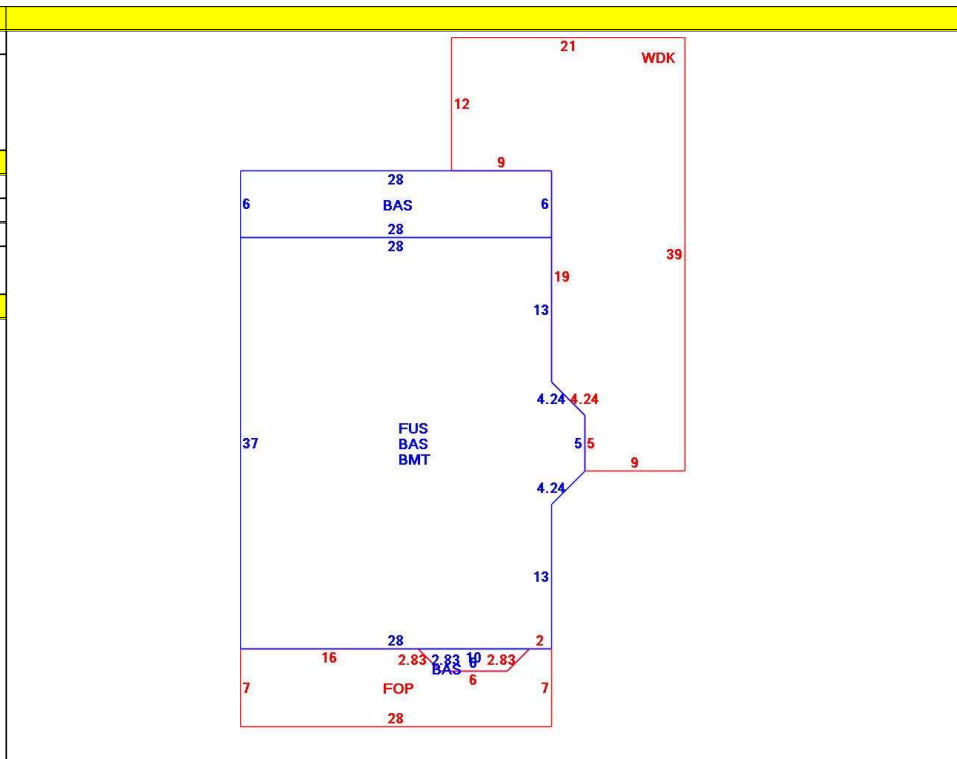 21
WDK
12
9
28
6 BAS 6
28
28
39
19
13
4.24 4.24
FUS
37 BAS 5 5
BMT
9
4.24
13
28 2
16 2.83 2.83 10 2.83
6
BAS
6
7 FOP 7
28